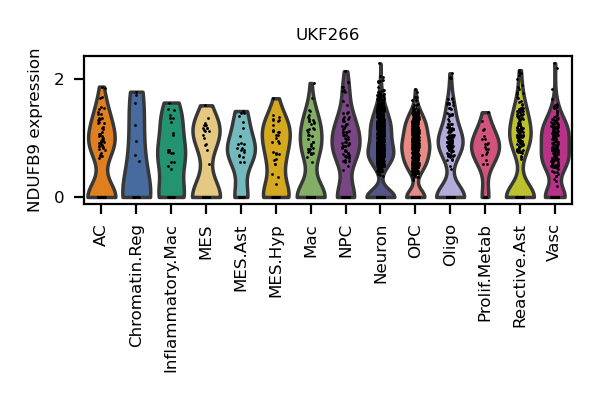 UKF266
NDUFB9 expression
2
0
AC
Chromatin.Reg
Inflammatory.Mac
MES
MES.Ast
MES.Hyp
Mac
NPC
Neuron
OPC
Oligo
Prolif.Metab
Reactive.Ast
Vasc